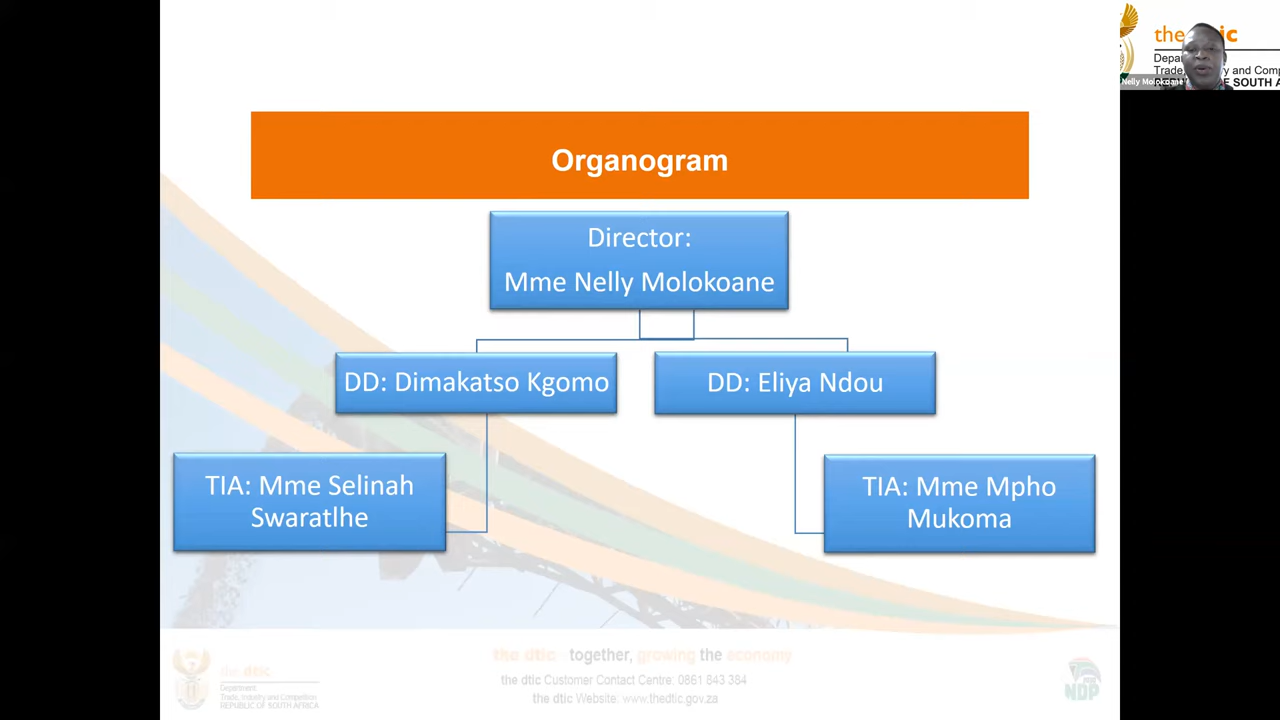 the dtic
Nelly Molokoane
Organogram
Director:
Mme Nelly Molokoane
DD: Dimakatso Kgomo
DD: Eliya Ndou
TIA: Mme Selinah
Swaratlhe
TIA: Mme Mpho
Mukoma
the dtic together, growing the economy
the dtic Customer Contact Centre: 0861 843 384
the dtic Website: www.thedtic.gov.za
the dtic
Department:
Trade, Industry and Competition
REPUBLIC OF SOUTH AFRICA
NDP